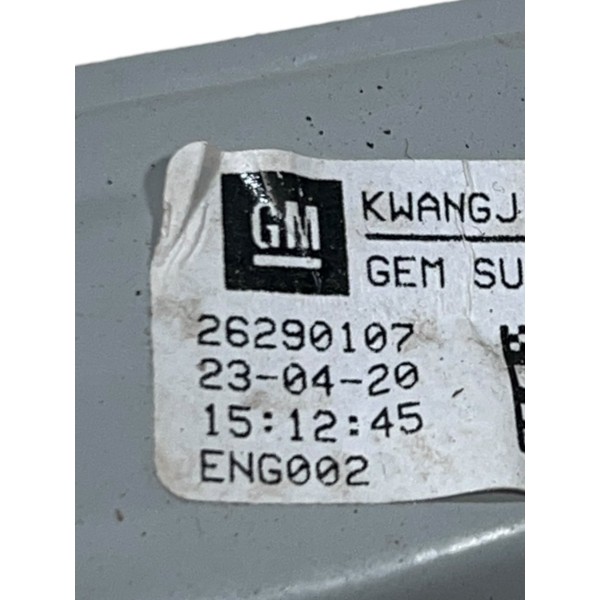 GM
KWANGJ
GEM SU
26290107
23-04-20
15:12:45
ENG002